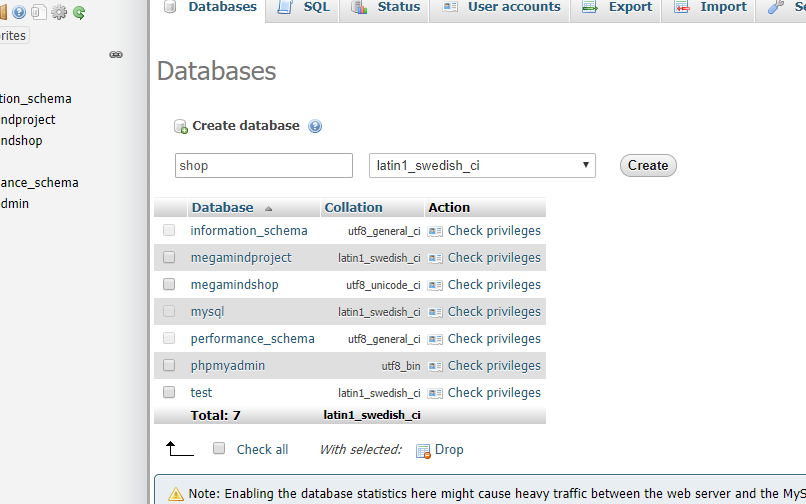 Databases SQL Status User accounts Export Import
rites
tion_schema
ndproject
ndshop
ance_schema
dmin
Databases
Create database
shop latin1_swedish_ci Create
Database Collation Action
information_schema utf8_general_ci Check privileges
megamindproject latin1_swedish_ci Check privileges
megamindshop utf8_unicode_ci Check privileges
mysql latin1_swedish_ci Check privileges
performance_schema utf8_general_ci Check privileges
phpmyadmin utf8_bin Check privileges
test latin1_swedish_ci Check privileges
Total: 7 latin1_swedish_ci
Check all With selected: Drop
Note: Enabling the database statistics here might cause heavy traffic between the web server and the MyS